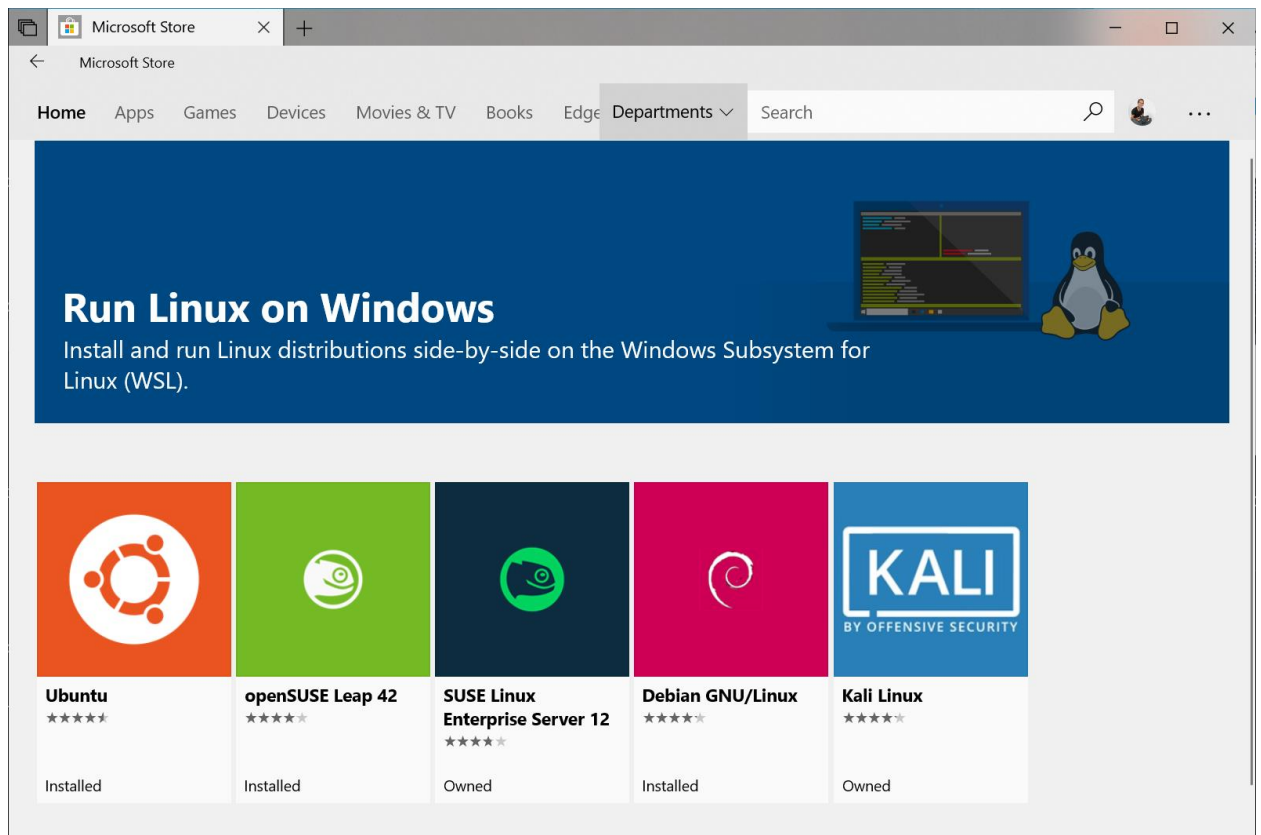 Microsoft Store
Microsoft Store
Home Apps Games Devices Movies & TV Books Edge Departments Search
Run Linux on Windows
Install and run Linux distributions side-by-side on the Windows Subsystem for
Linux (WSL).
KALI
BY OFFENSIVE SECURITY
Ubuntu
Installed
openSUSE Leap 42
Installed
SUSE Linux
Enterprise Server 12
Owned
Debian GNU/Linux
Installed
Kali Linux
Owned